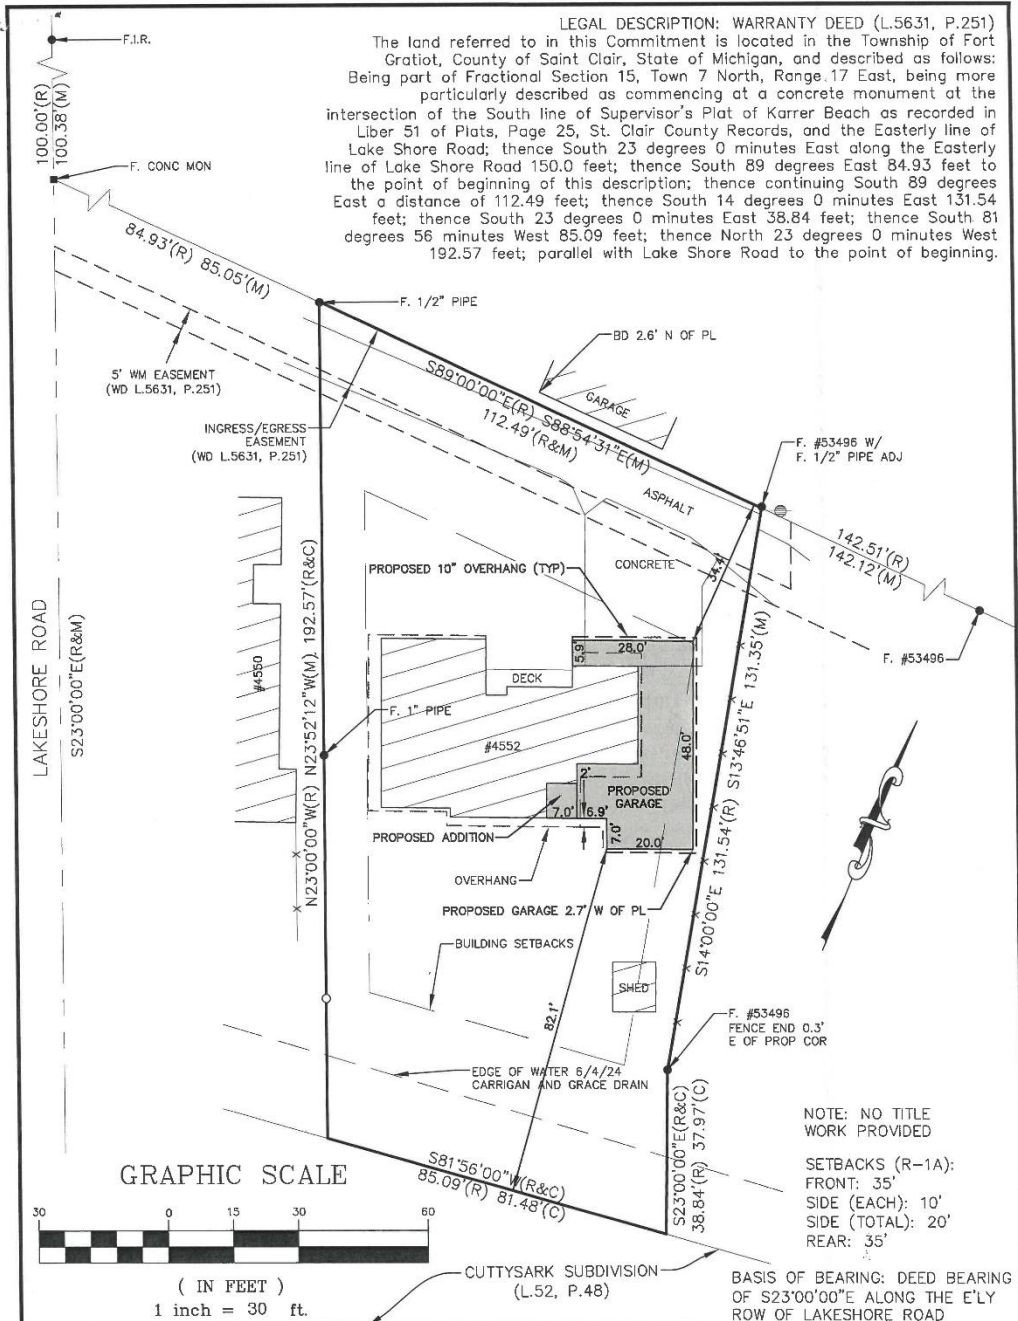 LEGAL DESCRIPTION: WARRANTY DEED (L.5631, P.251)
The land referred to in this Commitment is located in the Township of Fort
Gratiot, County of Saint Clair, State of Michigan, and described as follows:
Being part of Fractional Section 15, Town 7 North, Range 17 East, being more
particularly described as commencing at a concrete monument at the
intersection of the South line of Supervisor's Plat of Karrer Beach as recorded in
Liber 51 of Plats, Page 25, St. Clair County Records, and the Easterly line of
Lake Shore Road; thence South 23 degrees 0 minutes East along the Easterly
line of Lake Shore Road 150.0 feet; thence South 89 degrees East 84.93 feet to
the point of beginning of this description; thence continuing South 89 degrees
East a distance of 112.49 feet; thence South 14 degrees 0 minutes East 131.54
feet; thence South 23 degrees 0 minutes East 38.84 feet; thence South 81
degrees 56 minutes West 85.09 feet; thence North 23 degrees 0 minutes West
192.57 feet; parallel with Lake Shore Road to the point of beginning.
F.I.R.
100.00'(R)
100.38'(M)
F. CONC MON
84.93'(R) 85.05'(M)
F. 1/2" PIPE
BD 2.6' N OF PL
5' WM EASEMENT
(WD L.5631, P.251)
GARAGE
S89°00'00"E(R) S88°54'31"E(M)
112.49'(R&M)
INGRESS/EGRESS
EASEMENT
(WD L.5631, P.251)
F. #53496 W/
F. 1/2" PIPE ADJ
ASPHALT
142.51'(R)
142.12'(M)
CONCRETE
34.4'
PROPOSED 10" OVERHANG (TYP)
F. #53496
LAKESHORE ROAD
S23°00'00"E(R&M)
#4550
N23°00'00"W(R) N23°52'12"W(M) 192.57'(R&C)
5.9'
28.0'
DECK
F. 1" PIPE
#4552
48.0'
S14°00'00"E 131.54'(R) S13°46'51"E 131.35'(M)
2'
PROPOSED
GARAGE
7.0'
6.9'
7.0'
20.0'
PROPOSED ADDITION
OVERHANG
PROPOSED GARAGE 2.7' W OF PL
BUILDING SETBACKS
SHED
82.1'
F. #53496
FENCE END 0.3'
E OF PROP COR
EDGE OF WATER 6/4/24
CARRIGAN AND GRACE DRAIN
S23°00'00"E(R&C)
38.84'(R) 37.97'(C)
S81°56'00"W(R&C)
85.09'(R) 81.48'(C)
NOTE: NO TITLE
WORK PROVIDED
SETBACKS (R-1A):
FRONT: 35'
SIDE (EACH): 10'
SIDE (TOTAL): 20'
REAR: 35'
GRAPHIC SCALE
30 0 15 30 60
( IN FEET )
1 inch = 30 ft.
CUTTYSARK SUBDIVISION
(L.52, P.48)
BASIS OF BEARING: DEED BEARING
OF S23°00'00"E ALONG THE E'LY
ROW OF LAKESHORE ROAD